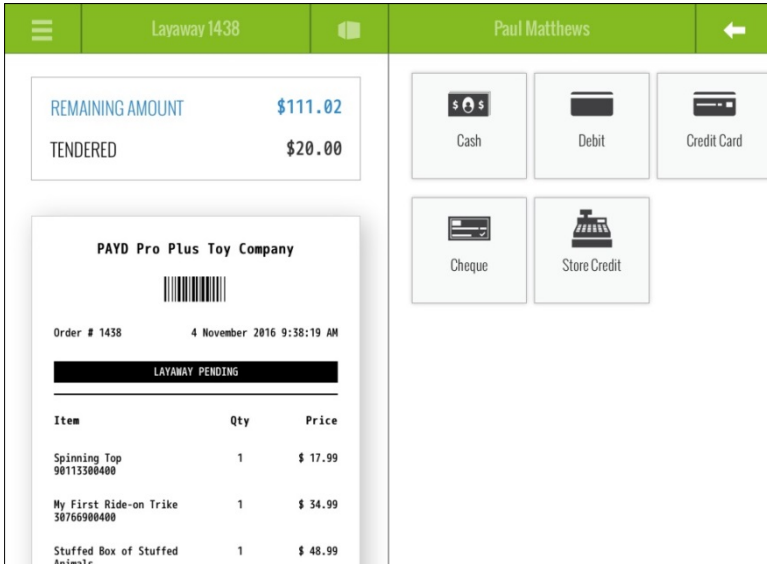 Layaway 1438
Paul Matthews
REMAINING AMOUNT $111.02
TENDERED $20.00
PAYD Pro Plus Toy Company
Order # 1438 4 November 2016 9:38:19 AM
LAYAWAY PENDING
Item Qty Price
Spinning Top 1 $ 17.99
90113300400
My First Ride-on Trike 1 $ 34.99
30766900400
Stuffed Box of Stuffed 1 $ 48.99
Animals
$ $
Cash
Debit
Credit Card
Cheque
Store Credit